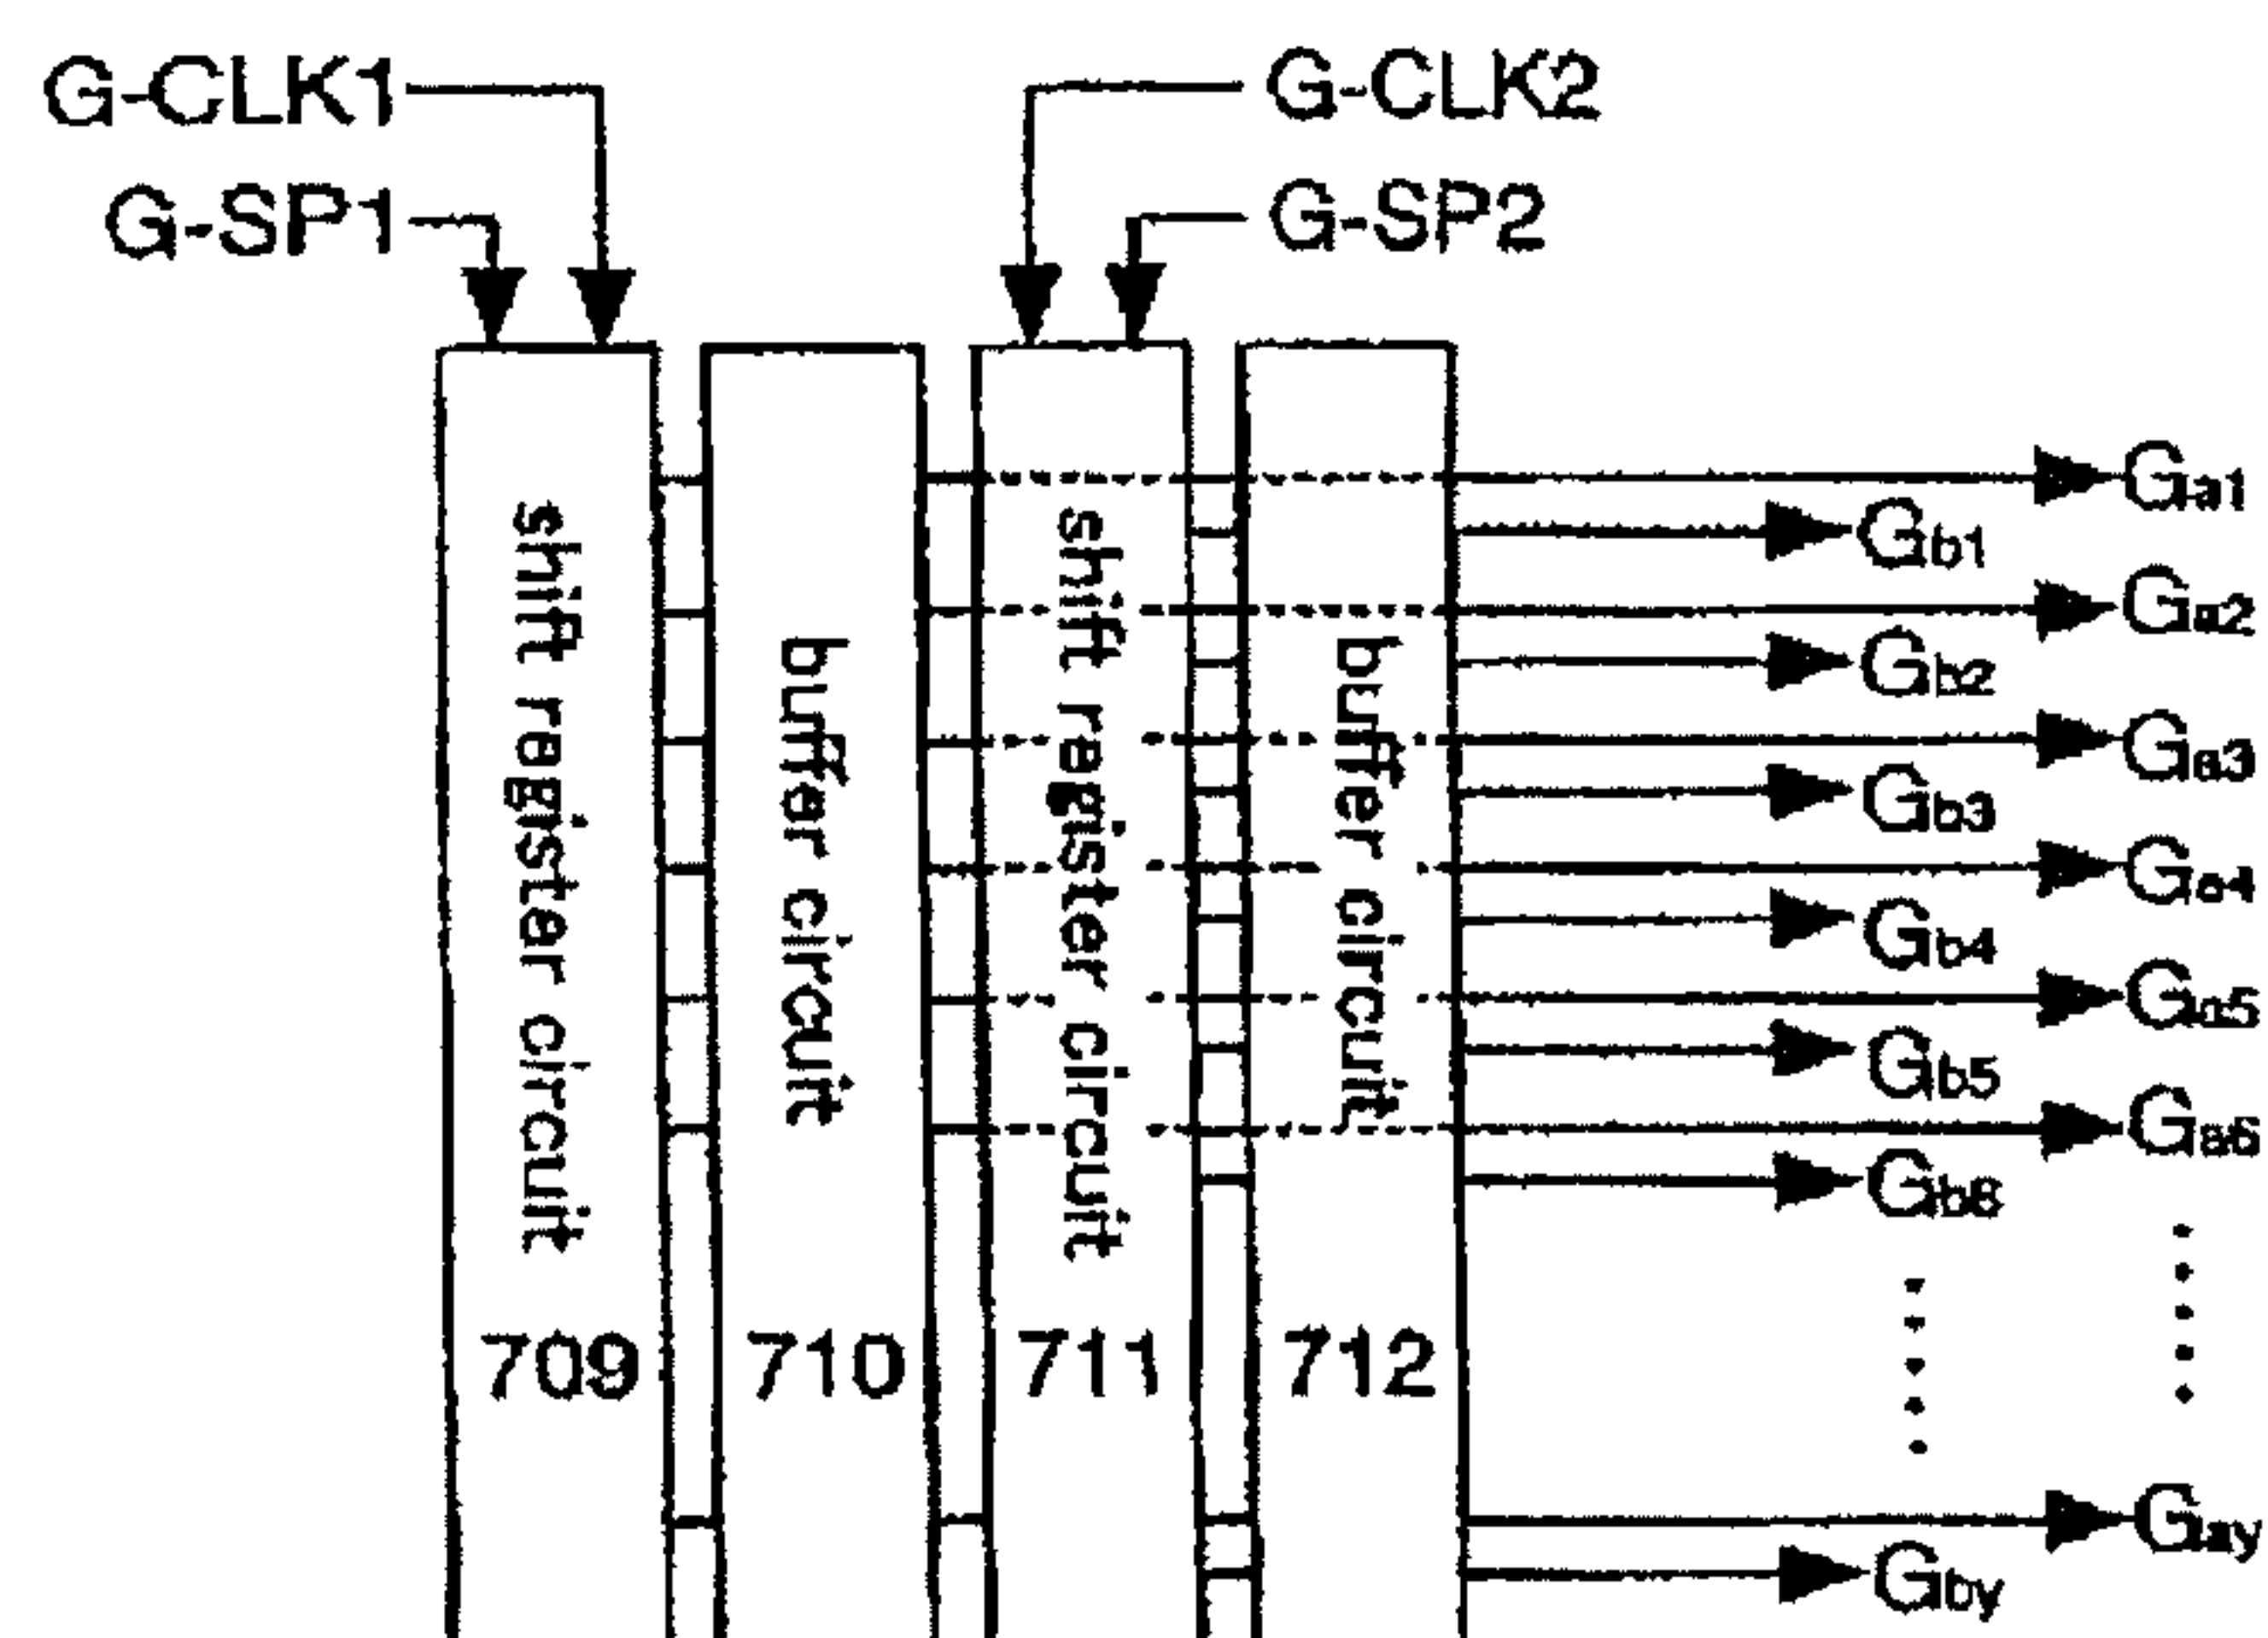 G-CLK1
G-SP1
G-CLK2
G-SP2
shift register circuit
709
buffer circuit
710
shift register circuit
711
buffer circuit
712
Ga1
Gb1
Ga2
Gb2
Ga3
Gb3
Ga4
Gb4
Ga5
Gb5
Ga6
Gb6
Gay
Gby